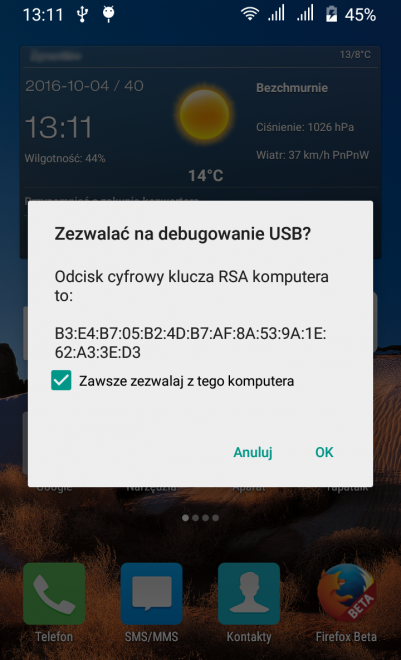 13:11
45%
13/8°C
2016-10-04 / 40
Bezchmurnie
13:11
Ciśnienie: 1026 hPa
Wilgotność: 44%
Wiatr: 37 km/h PnPnW
14°C
Zezwalać na debugowanie USB?
Odcisk cyfrowy klucza RSA komputera
to:
B3:E4:B7:05:B2:4D:B7:AF:8A:53:9A:1E:
62:A3:3E:D3
Zawsze zezwalaj z tego komputera
Anuluj
OK
Google
Narzędzia
Aparat
Tapatalk
BETA
Telefon
SMS/MMS
Kontakty
Firefox Beta